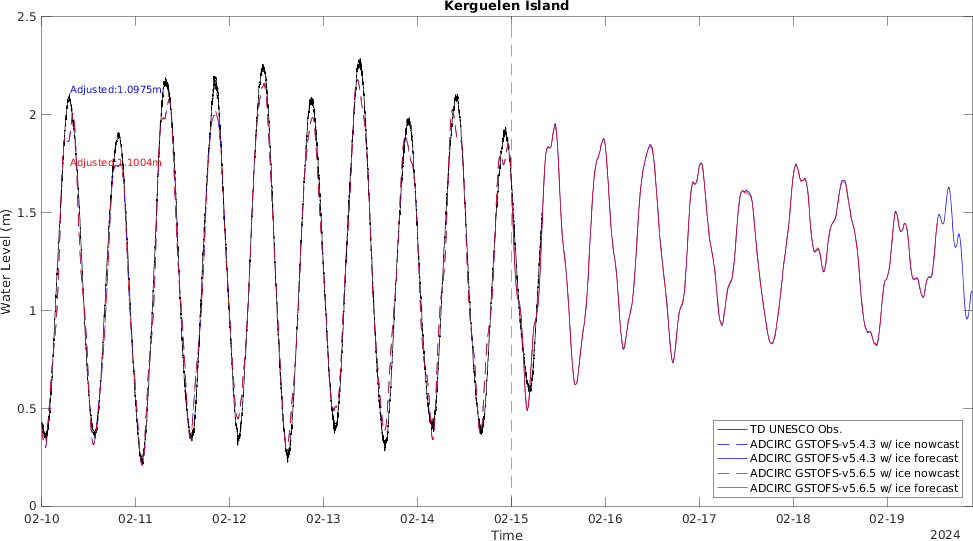 Kerguelen Island
2.5
2
1.5
1
0.5
0
Water Level (m)
Adjusted:1.0975m
Adjusted:1.1004m
TD UNESCO Obs.
ADCIRC GSTOFS-v5.4.3 w/ ice nowcast
ADCIRC GSTOFS-v5.4.3 w/ ice forecast
ADCIRC GSTOFS-v5.6.5 w/ ice nowcast
ADCIRC GSTOFS-v5.6.5 w/ ice forecast
02-10 02-11 02-12 02-13 02-14 02-15 02-16 02-17 02-18 02-19
Time
2024